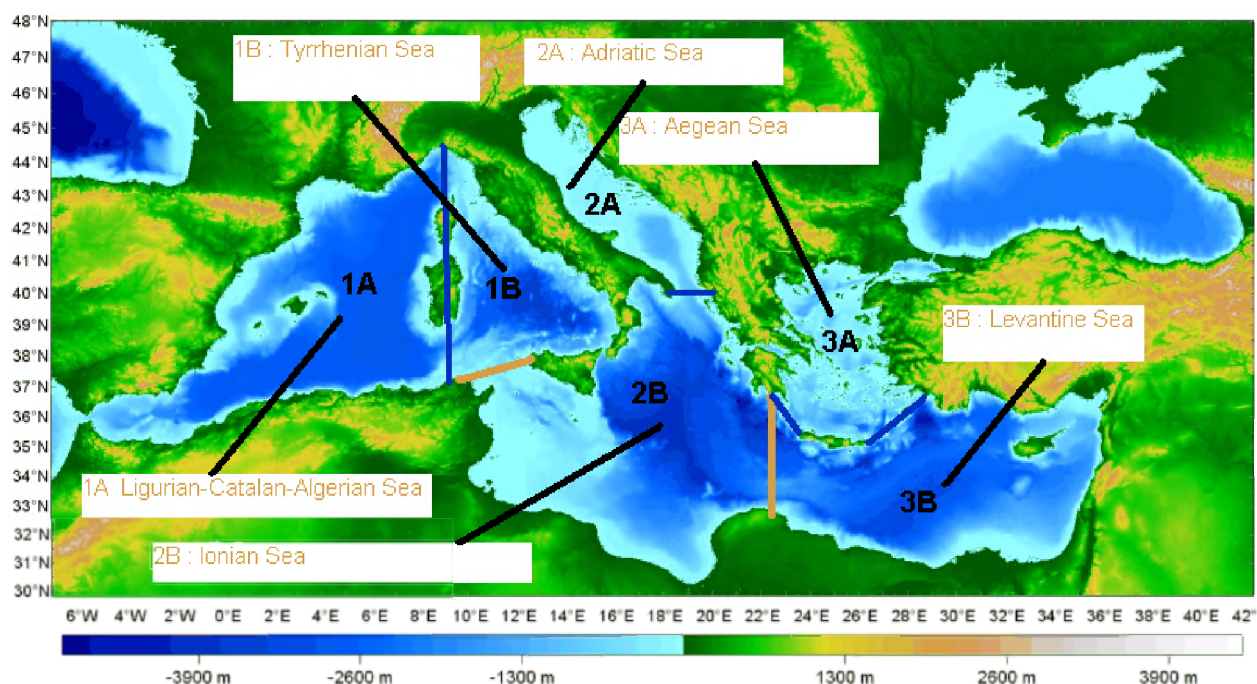 48°N
47°N
46°N
45°N
44°N
43°N
42°N
41°N
40°N
39°N
38°N
37°N
36°N
35°N
34°N
33°N
32°N
31°N
30°N
1B : Tyrrhenian Sea
2A : Adriatic Sea
3A : Aegean Sea
2A
1A
1B
3A
3B : Levantine Sea
2B
3B
1A Ligurian-Catalan-Algerian Sea
2B : Ionian Sea
6°W 4°W 2°W 0°E 2°E 4°E 6°E 8°E 10°E 12°E 14°E 16°E 18°E 20°E 22°E 24°E 26°E 28°E 30°E 32°E 34°E 36°E 38°E 40°E 42°
-3900 m -2600 m -1300 m 1300 m 2600 m 3900 m